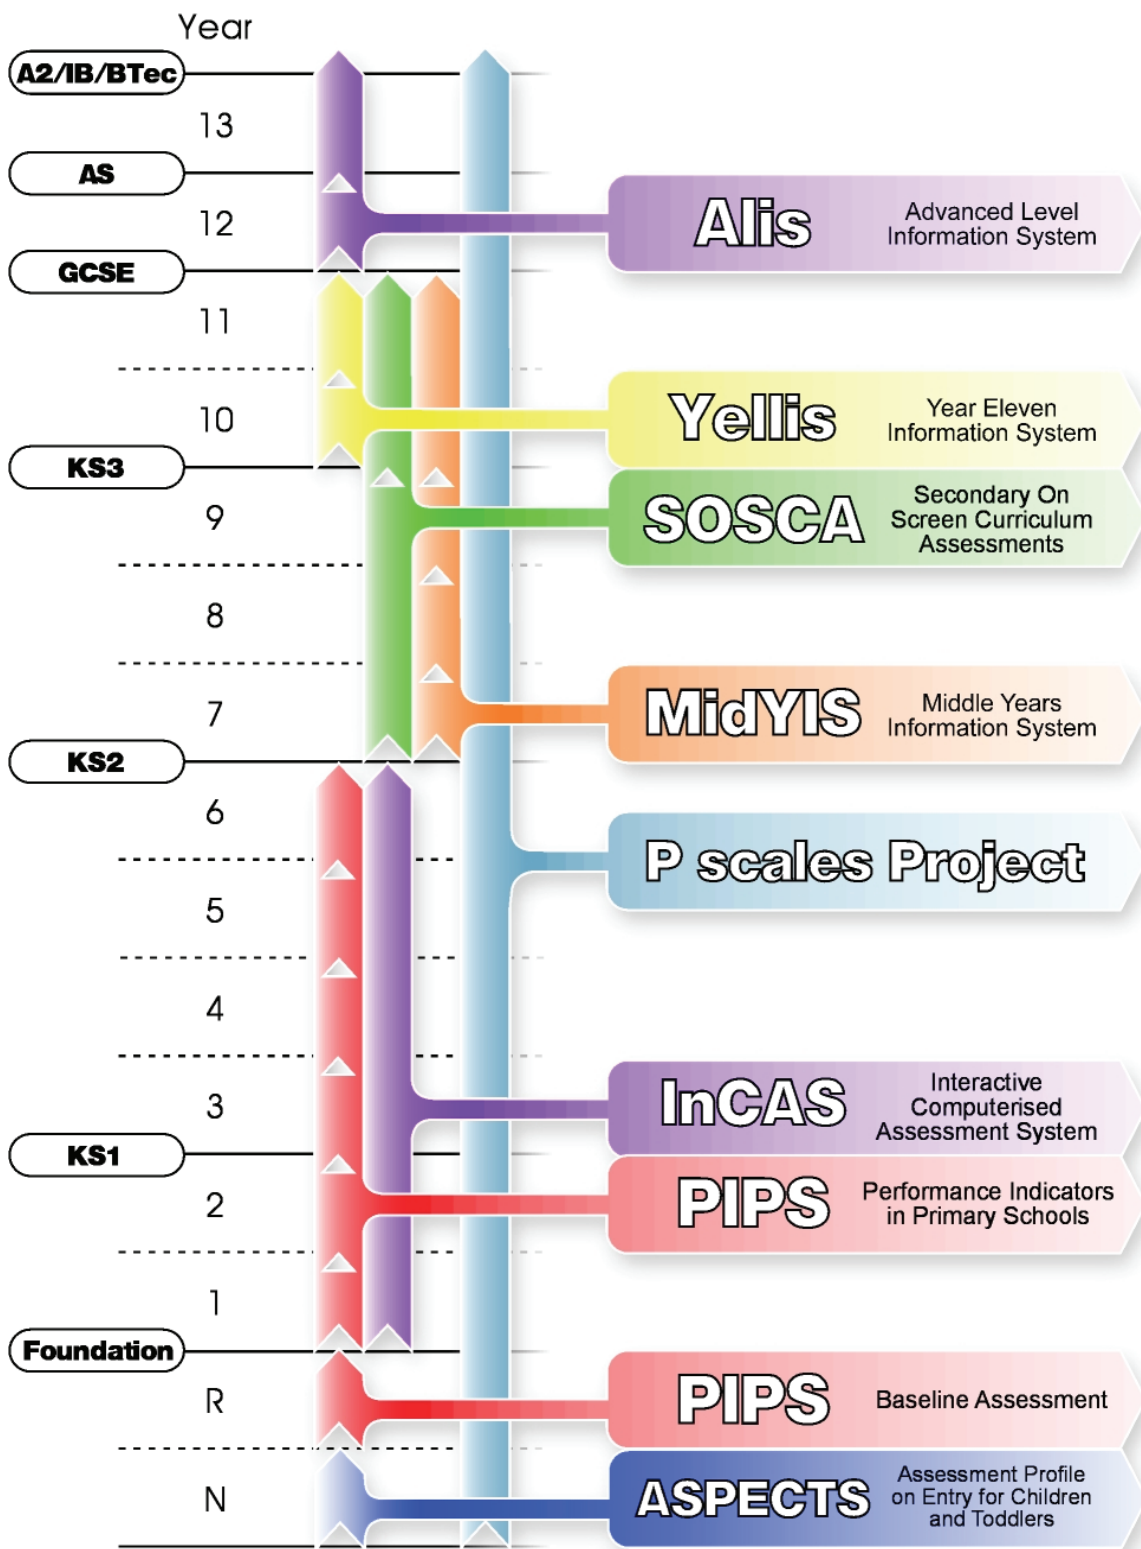 Year
A2/IB/BTec
13
AS
12
Alis
Advanced Level
Information System
GCSE
11
10
Yellis
Year Eleven
Information System
KS3
9
SOSCA
Secondary On
Screen Curriculum
Assessments
8
7
MidYIS
Middle Years
Information System
KS2
6
P scales Project
5
4
3
InCAS
Interactive
Computerised
Assessment System
KS1
2
PIPS
Performance Indicators
in Primary Schools
1
Foundation
R
PIPS
Baseline Assessment
N
ASPECTS
Assessment Profile
on Entry for Children
and Toddlers